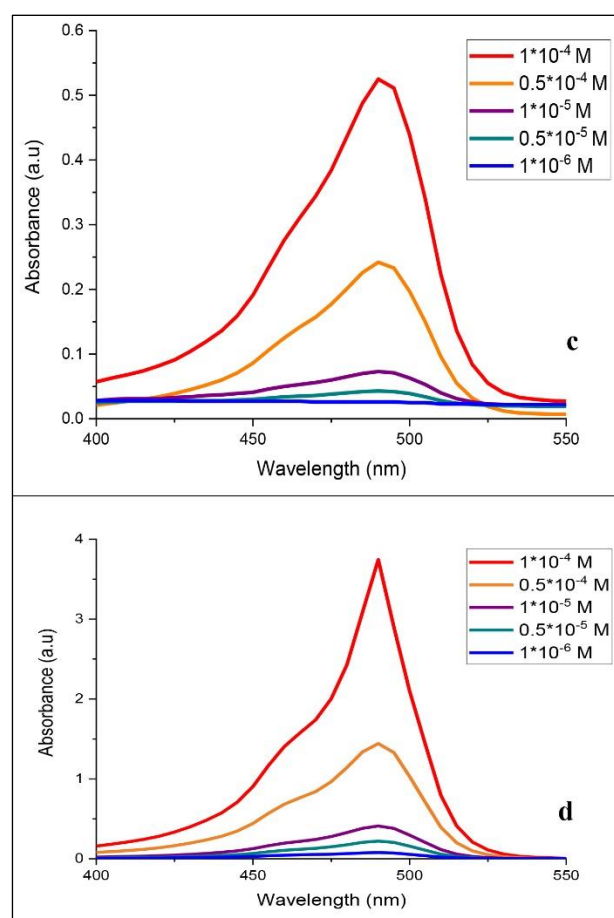 0.6
0.5
0.4
0.3
0.2
0.1
0.0
Absorbance (a.u)
1*10⁻⁴ M
0.5*10⁻⁴ M
1*10⁻⁵ M
0.5*10⁻⁵ M
1*10⁻⁶ M
c
400 450 500 550
Wavelength (nm)
4
3
2
1
0
Absorbance (a.u)
1*10⁻⁴ M
0.5*10⁻⁴ M
1*10⁻⁵ M
0.5*10⁻⁵ M
1*10⁻⁶ M
d
400 450 500 550
Wavelength (nm)